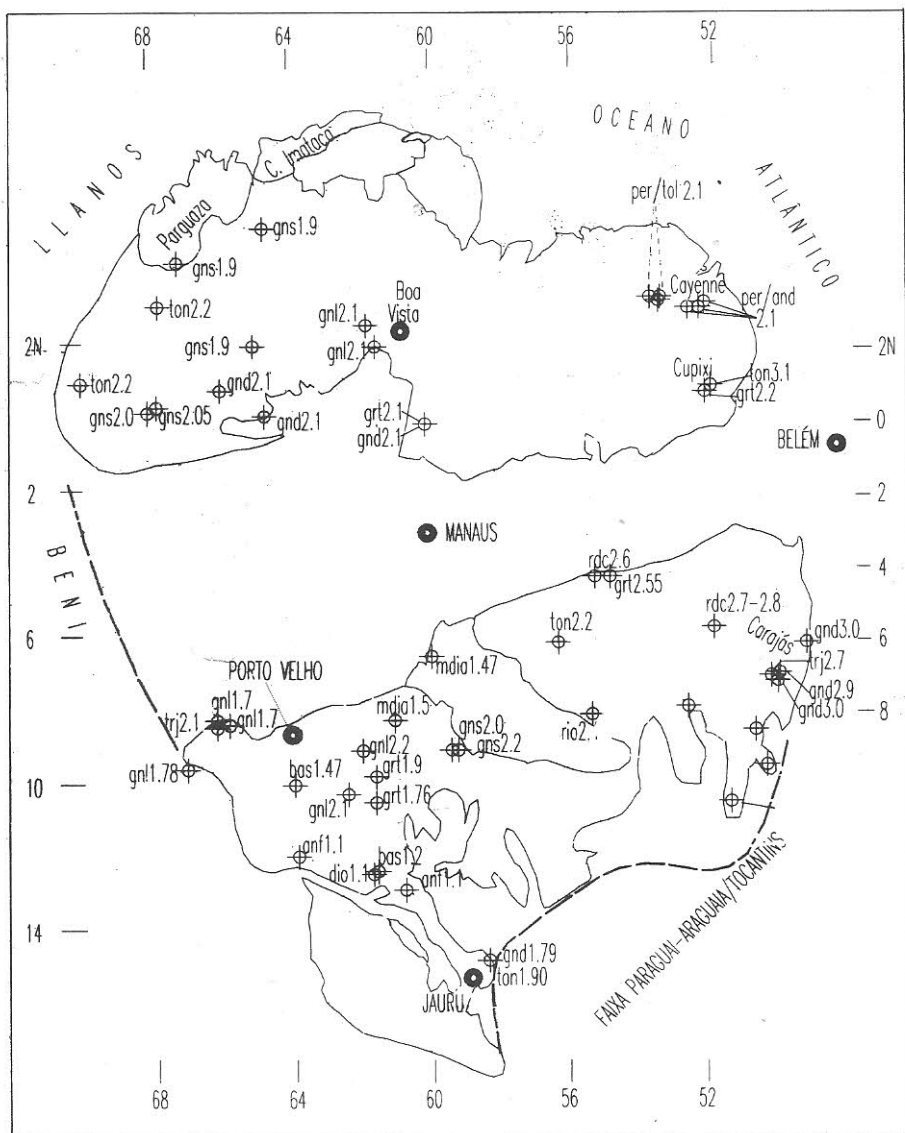 68 64 60 56 52
OCEANO
ATLÂNTICO
LLANOS
C. Imataca
Parguaza
per/tol 2.1
gns1.9
gns1.9
ton2.2
Boa
Vista
gnl2.1
Cayenne
per/and
2.1
2N
gns1.9
gnl2.1
2N
ton2.2
gnd2.1
Cupixi
ton3.1
grt2.2
gns2.0
gns2.05
gnd2.1
grt2.1
gnd2.1
0
BELÉM
2
2
MANAUS
BENI
rdc2.6
grt2.55
4
ton2.2
rdc2.7-2.8
Carajás
gnd3.0
6
6
mdia1.47
trj2.7
gnd2.9
gnd3.0
PORTO VELHO
gnl1.7
trj2.1
gnl1.7
mdia1.5
gns2.0
gns2.2
8
gnl2.2
gnl1.78
bas1.47
grt1.9
grt1.76
gnl2.1
10
anf1.1
bas1.2
dio1.1
anf1.1
14
gnd1.79
ton1.90
JAURÚ
FAIXA PARAGUAI-ARAGUAIA/TOCANTINS
68 64 60 56 52